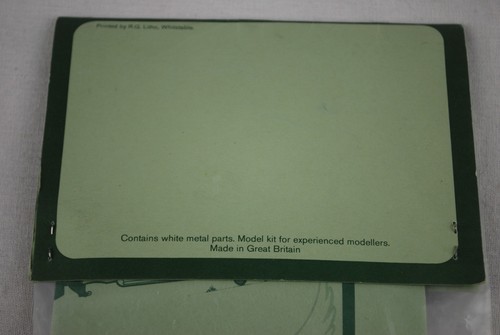 Printed by R.G. Litho, Whitstable.
Contains white metal parts. Model kit for experienced modellers.
Made in Great Britain